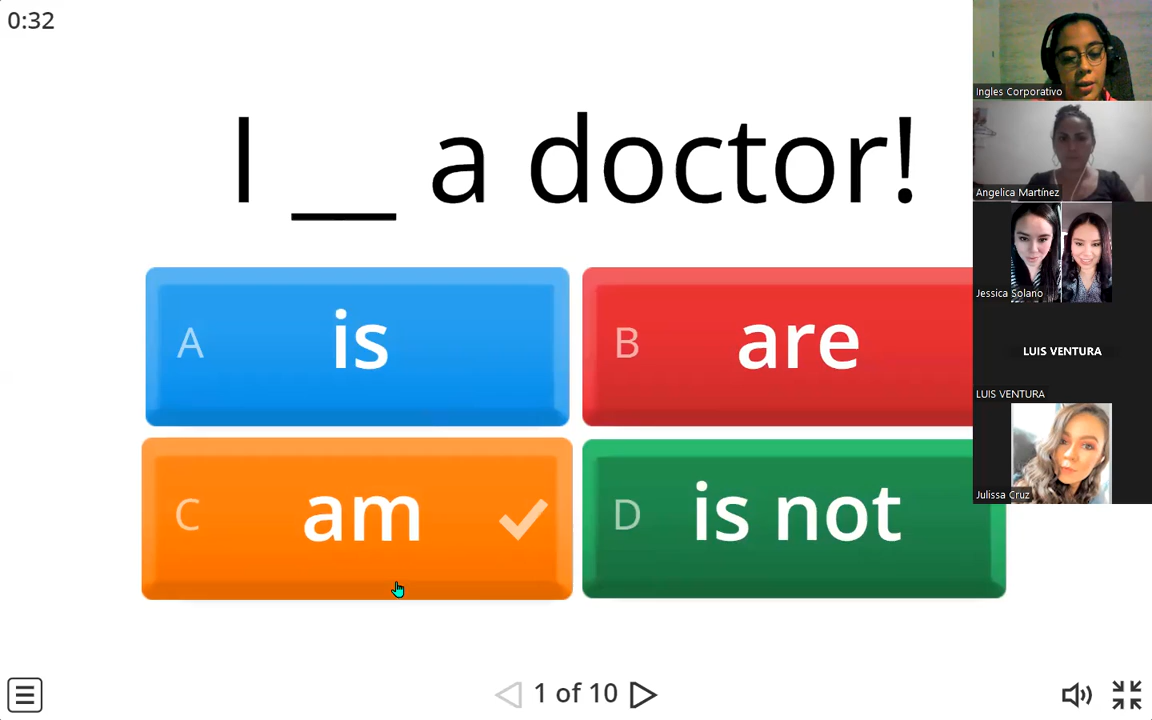 0:32
I __ a doctor!
A is
B are
C am
D is not
1 of 10
Ingles Corporativo
Angelica Martínez
Jessica Solano
LUIS VENTURA
LUIS VENTURA
Julissa Cruz